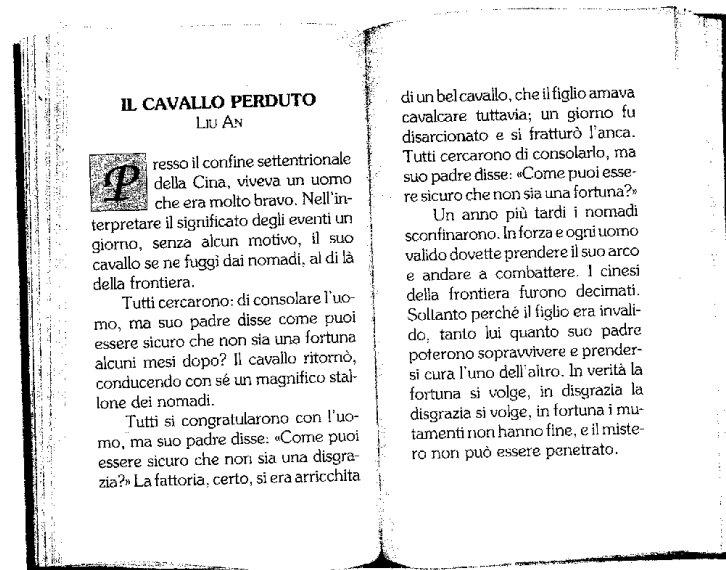 IL CAVALLO PERDUTO
LIU AN
Presso il confine settentrionale
della Cina, viveva un uomo
che era molto bravo. Nell'in-
terpretare il significato degli eventi un
giorno, senza alcun motivo, il suo
cavallo se ne fuggì dai nomadi, al di là
della frontiera.
Tutti cercarono: di consolare l'uo-
mo, ma suo padre disse come puoi
essere sicuro che non sia una fortuna
alcuni mesi dopo? Il cavallo ritornò,
conducendo con sé un magnifico stal-
lone dei nomadi.
Tutti si congratularono con l'uo-
mo, ma suo padre disse: «Come puoi
essere sicuro che non sia una disgra-
zia?» La fattoria, certo, si era arricchita
di un bel cavallo, che il figlio amava
cavalcare tuttavia; un giorno fu
disarcionato e si fratturò l'anca.
Tutti cercarono di consolarlo, ma
suo padre disse: «Come puoi esse-
re sicuro che non sia una fortuna?»
Un anno più tardi i nomadi
sconfinarono. In forza e ogni uomo
valido dovette prendere il suo arco
e andare a combattere. I cinesi
della frontiera furono decimati.
Soltanto perché il figlio era invali-
do, tanto lui quanto suo padre
poterono sopravvivere e prender-
si cura l'uno dell'altro. In verità la
fortuna si volge, in disgrazia la
disgrazia si volge, in fortuna i mu-
tamenti non hanno fine, e il miste-
ro non può essere penetrato.